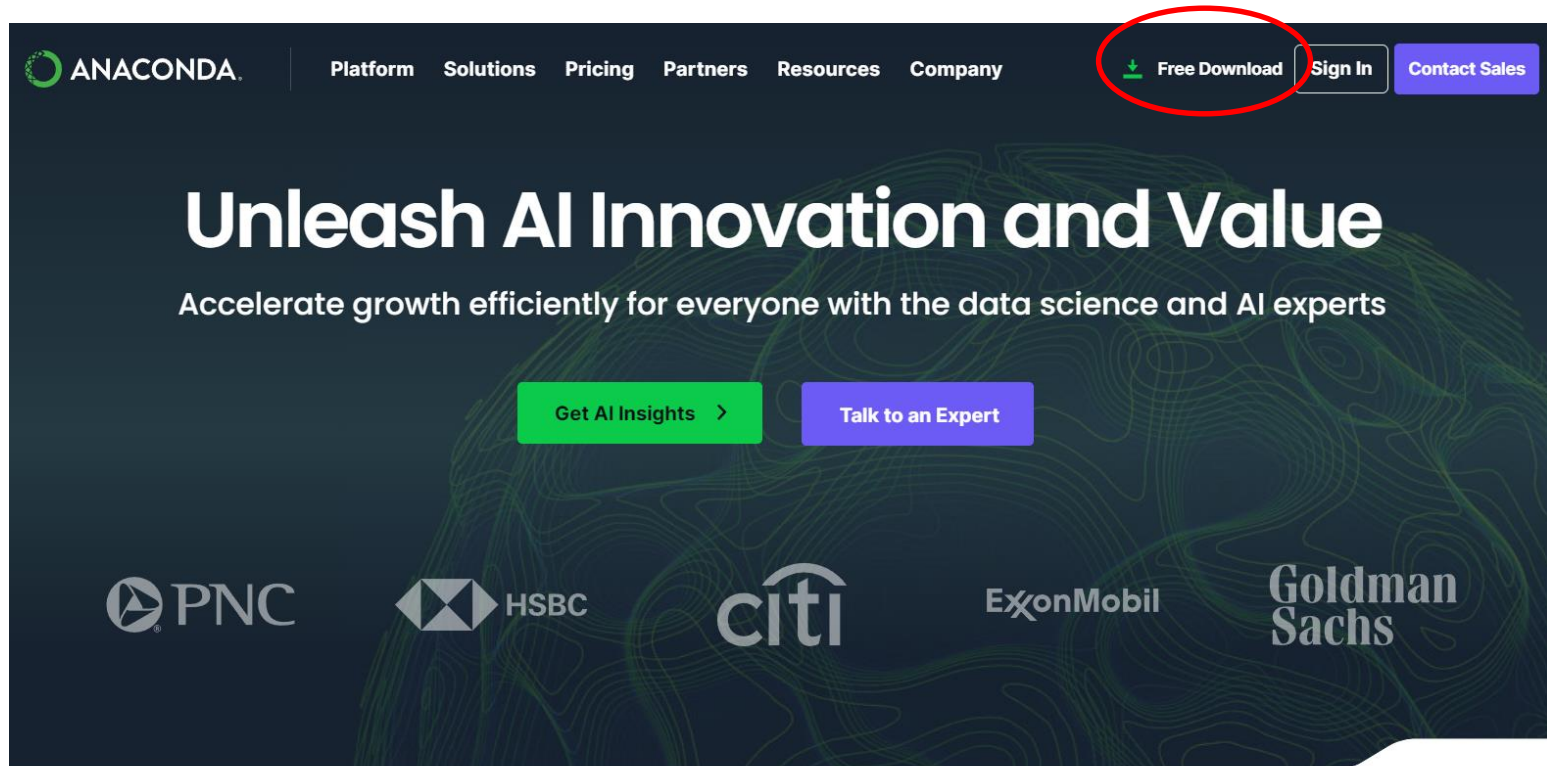 ANACONDA.
Platform Solutions Pricing Partners Resources Company Free Download Sign In Contact Sales
Unleash AI Innovation and Value
Accelerate growth efficiently for everyone with the data science and AI experts
Get AI Insights Talk to an Expert
PNC HSBC citi ExxonMobil Goldman
Sachs